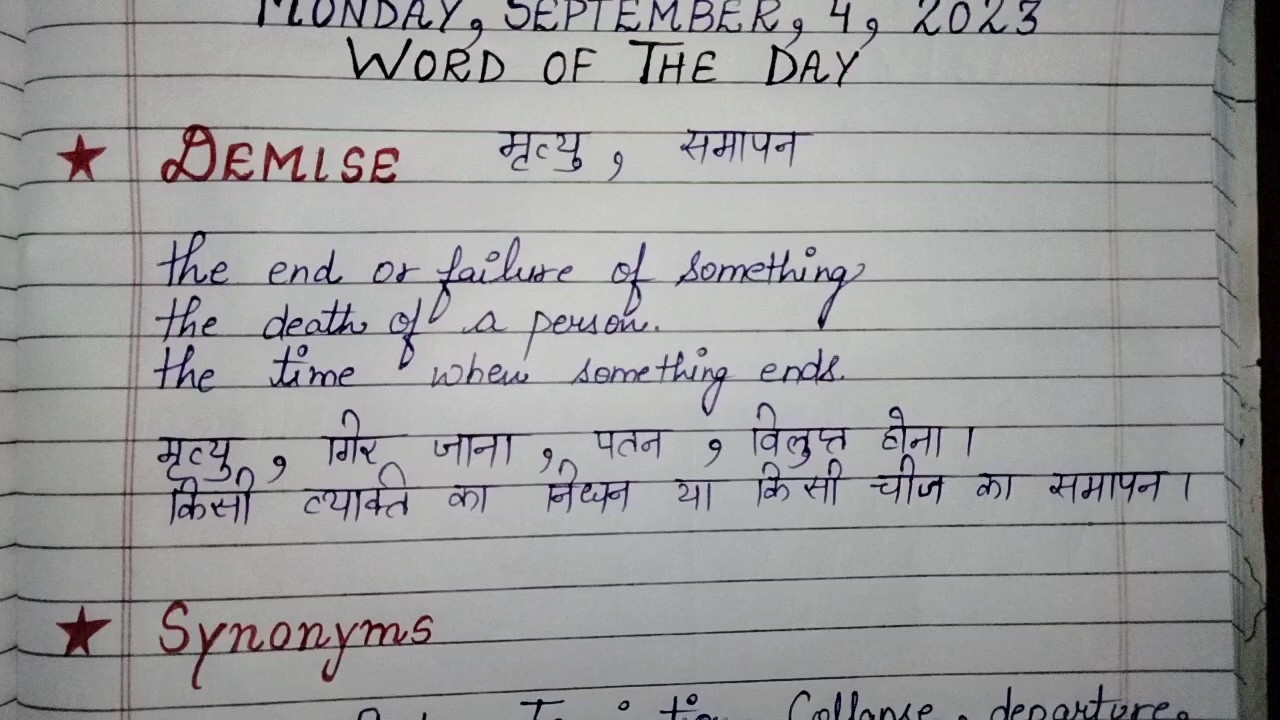 MONDAY, SEPTEMBER, 4, 2023
WORD OF THE DAY
★ DEMISE मृत्यु, समापन
the end or failure of something,
the death of a person.
the time when something ends.
मृत्यु, गिर जाना, पतन, विलुप्त होना।
किसी व्यक्ति का निधन या किसी चीज का समापन।
★ Synonyms
Collapse, departure,